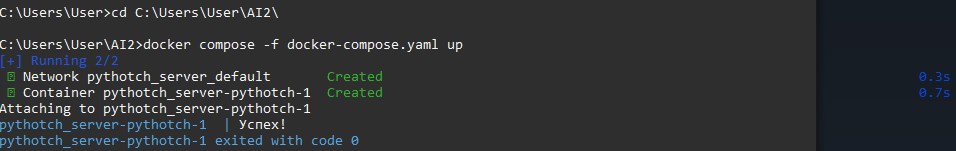 C:\Users\User>cd C:\Users\User\AI2\
C:\Users\User\AI2>docker compose -f docker-compose.yaml up
[+] Running 2/2
Network pythotch_server_default Created 0.3s
Container pythotch_server-pythotch-1 Created 0.7s
Attaching to pythotch_server-pythotch-1
pythotch_server-pythotch-1 | Успех!
pythotch_server-pythotch-1 exited with code 0